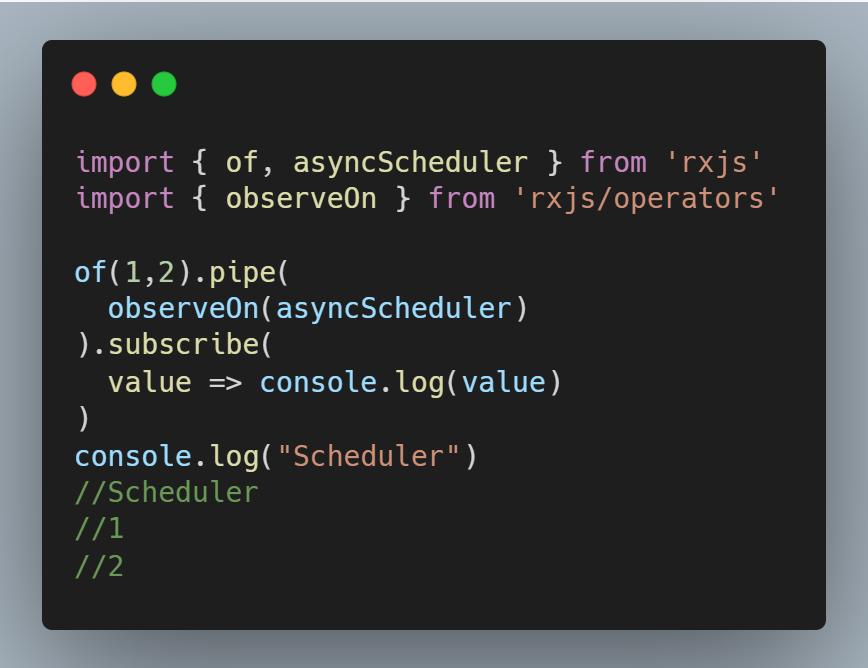 import { of, asyncScheduler } from 'rxjs'
import { observeOn } from 'rxjs/operators'

of(1,2).pipe(
  observeOn(asyncScheduler)
).subscribe(
  value => console.log(value)
)
console.log("Scheduler")
//Scheduler
//1
//2